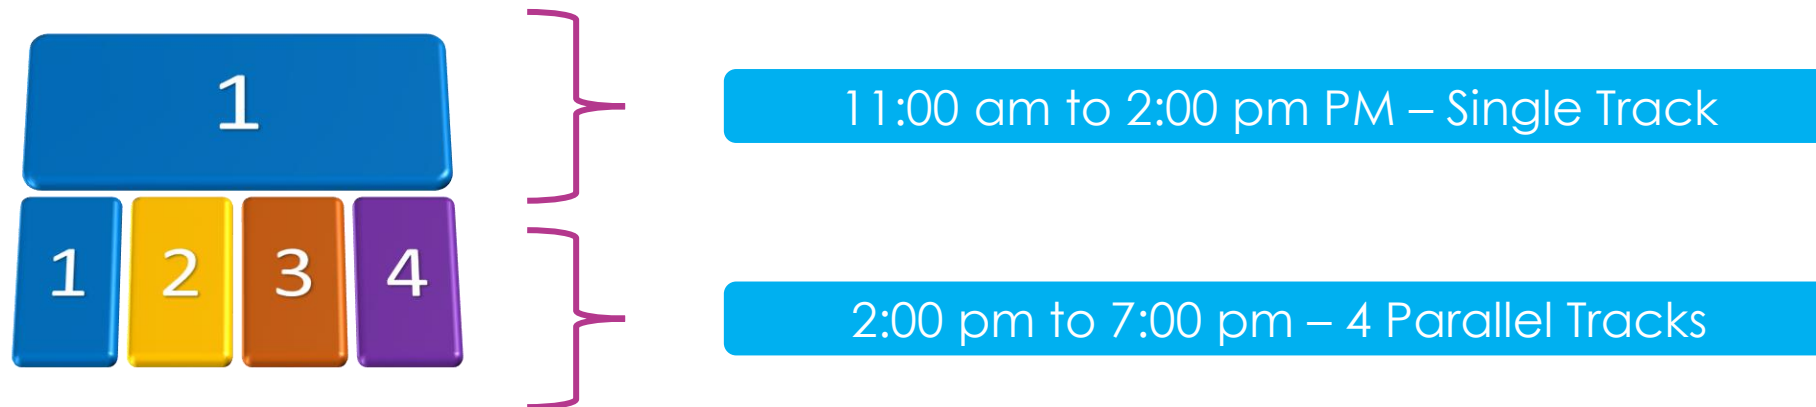 1
11:00 am to 2:00 pm PM – Single Track
1 2 3 4
2:00 pm to 7:00 pm – 4 Parallel Tracks